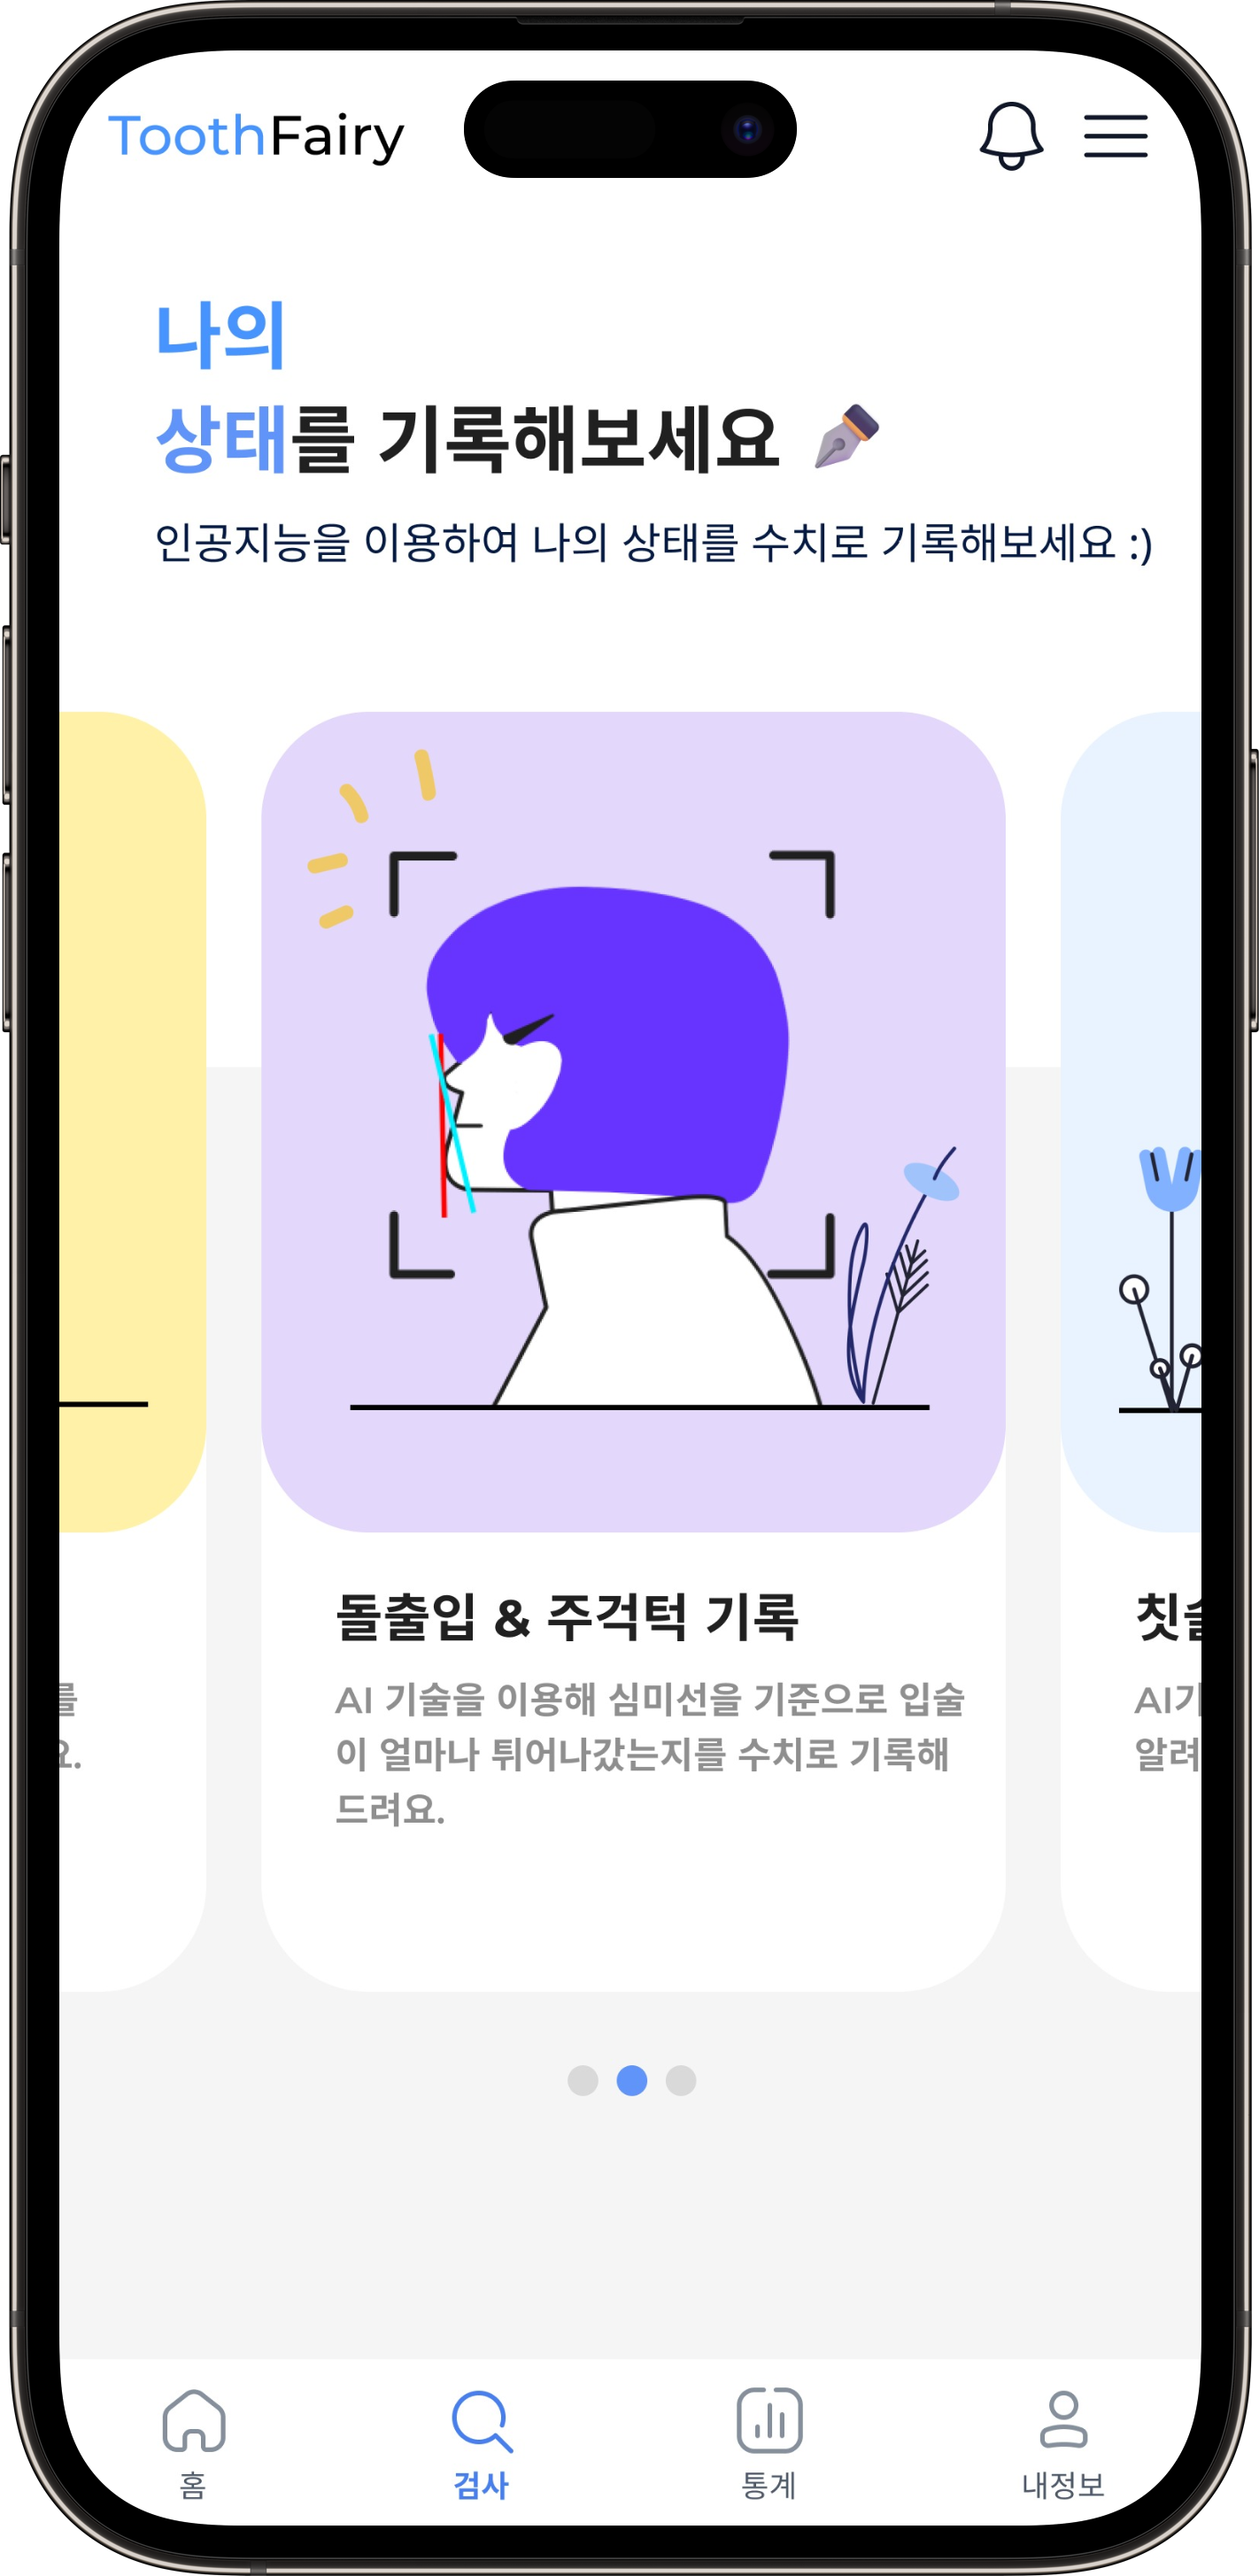 ToothFairy
나의
상태를 기록해보세요
인공지능을 이용하여 나의 상태를 수치로 기록해보세요 :)
돌출입 & 주걱턱 기록
AI 기술을 이용해 심미선을 기준으로 입술
이 얼마나 튀어나갔는지를 수치로 기록해
드려요.
를
요.
칫솔
AI기
알려
홈
검사
통계
내정보